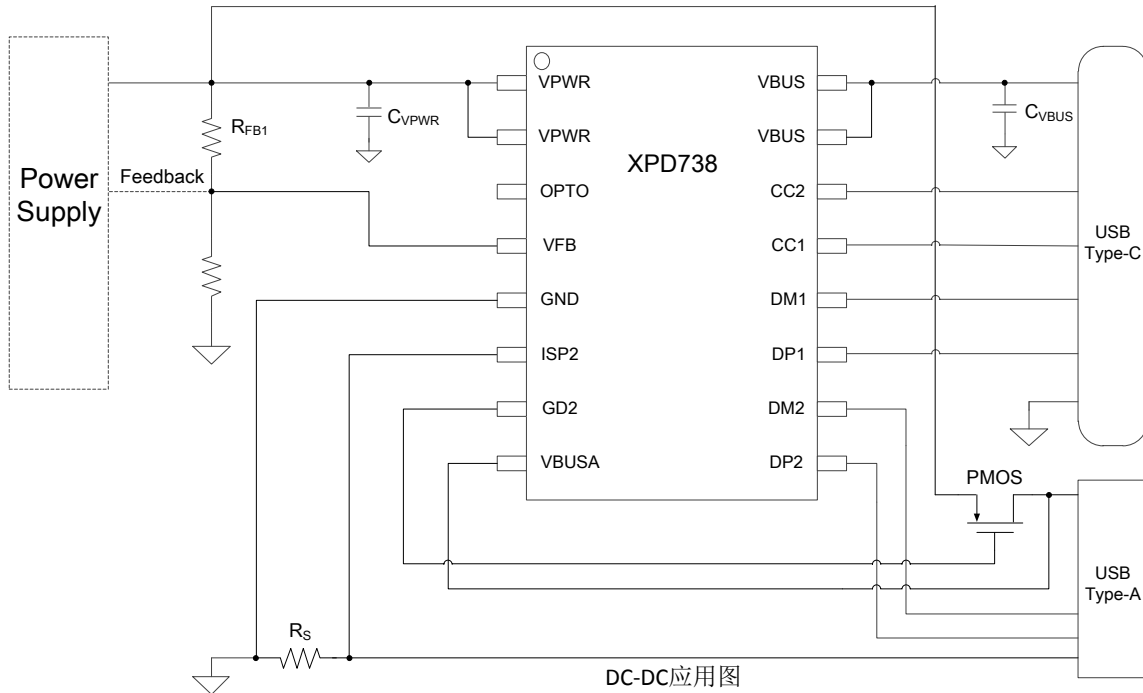 Power
Supply
Feedback
RFB1
CVPWR
XPD738
VPWR
VPWR
OPTO
VFB
GND
ISP2
GD2
VBUSA
VBUS
VBUS
CC2
CC1
DM1
DP1
DM2
DP2
CVBUS
USB
Type-C
PMOS
USB
Type-A
RS
DC-DC应用图